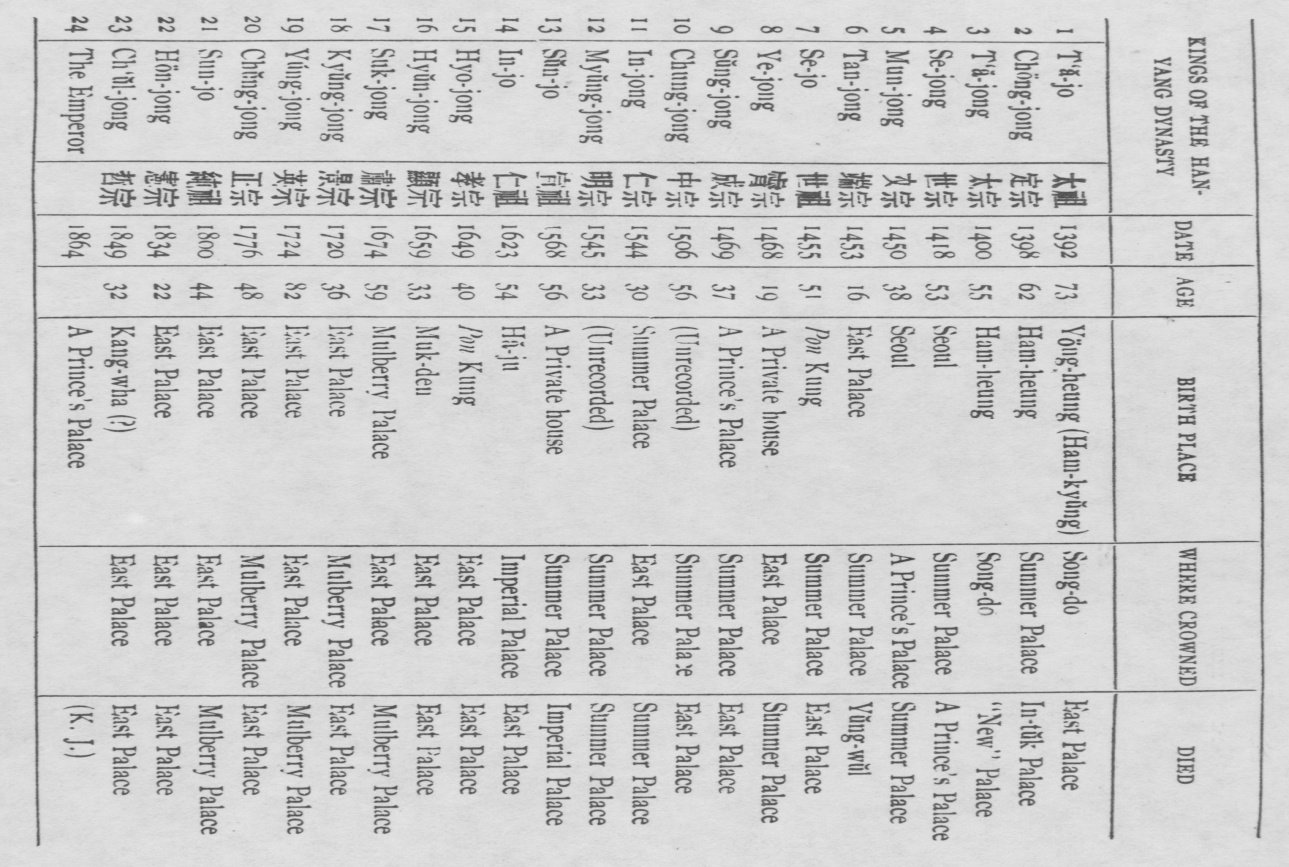 KINGS OF THE HAN-
YANG DYNASTY
DATE AGE BIRTH PLACE WHERE CROWNED DIED
1 T'ă-jo 太祖 1392 73 Yöng-heung (Ham-kyŭng) Song-do East Palace
2 Chöng-jong 定宗 1398 62 Ham-heung Summer Palace In-tŭk Palace
3 T'ă-jong 太宗 1400 55 Ham-heung Song-do "New" Palace
4 Se-jong 世宗 1418 53 Seoul Summer Palace A Prince's Palace
5 Mun-jong 文宗 1450 38 Seoul A Prince's Palace Summer Palace
6 Tan-jong 端宗 1453 16 East Palace Summer Palace Yŭng-wŭl
7 Se-jo 世祖 1455 51 Pon Kung Summer Palace East Palace
8 Ye-jong 睿宗 1468 19 A Private house East Palace Summer Palace
9 Sŭng-jong 成宗 1469 37 A Prince's Palace Summer Palace East Palace
10 Chung-jong 中宗 1506 56 (Unrecorded) Summer Palace East Palace
11 In-jong 仁宗 1544 30 Summer Palace East Palace Summer Palace
12 Myŭng-jong 明宗 1545 33 (Unrecorded) Summer Palace Summer Palace
13 Sŭn-jo 宣祖 1568 56 A Private house Summer Palace Imperial Palace
14 In-jo 仁祖 1623 54 Hă-ju Imperial Palace East Palace
15 Hyo-jong 孝宗 1649 40 Pon Kung East Palace East Palace
16 Hyŭn-jong 顯宗 1659 33 Muk-den East Palace East Palace
17 Suk-jong 肅宗 1674 59 Mulberry Palace East Palace Mulberry Palace
18 Kyŭng-jong 景宗 1720 36 East Palace Mulberry Palace East Palace
19 Yŭng-jong 英宗 1724 82 East Palace East Palace Mulberry Palace
20 Chŭng-jong 正宗 1776 48 East Palace Mulberry Palace East Palace
21 Sun-jo 純祖 1800 44 East Palace East Palace Mulberry Palace
22 Hön-jong 憲宗 1834 22 East Palace East Palace East Palace
23 Ch'ŭl-jong 哲宗 1849 32 Kang-wha (?) East Palace East Palace
24 The Emperor 1864 A Prince's Palace (K. J.)